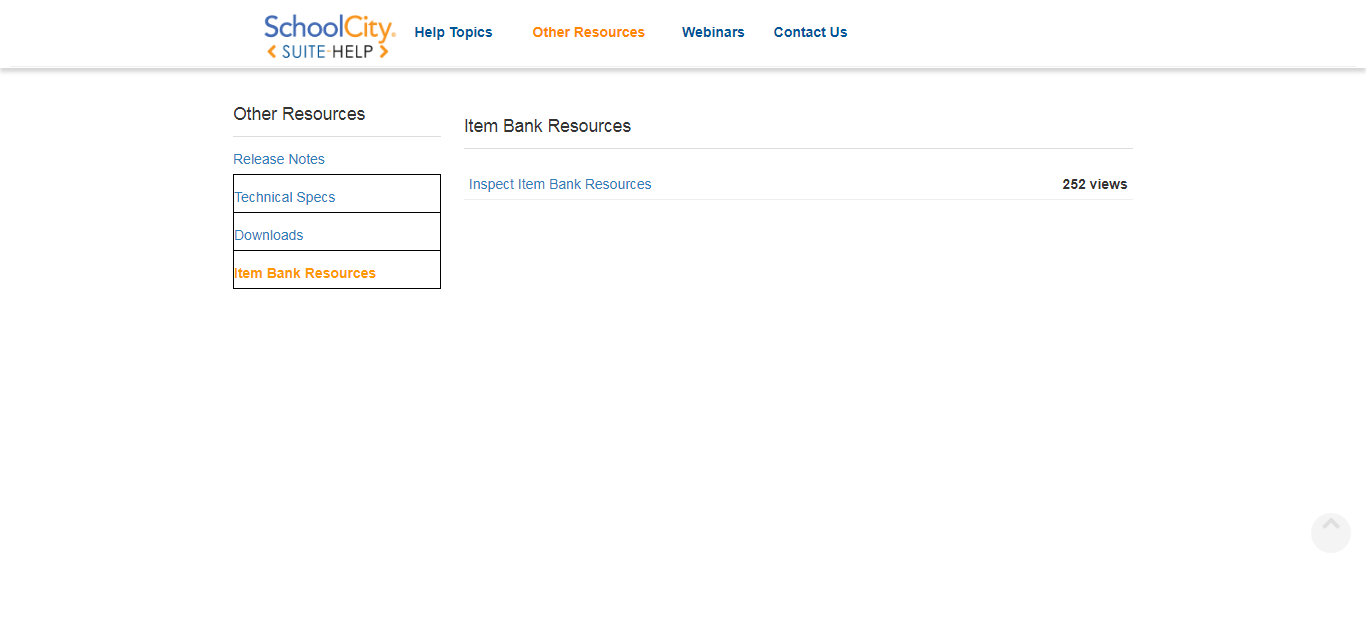 SchoolCity.
SUITE-HELP
Help Topics
Other Resources
Webinars
Contact Us
Other Resources
Release Notes
Technical Specs
Downloads
Item Bank Resources
Item Bank Resources
Inspect Item Bank Resources 252 views